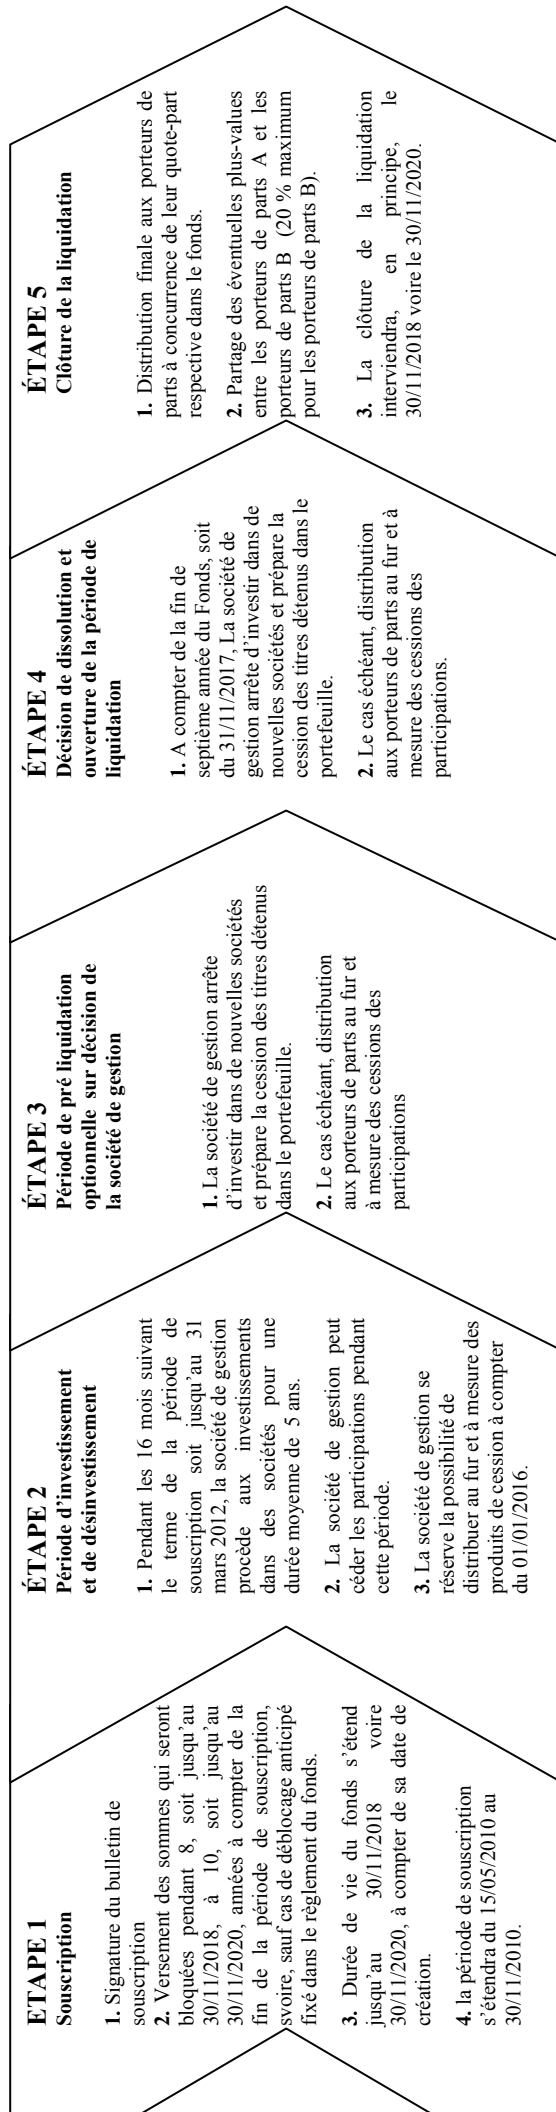 ETAPE 1
Souscription
1. Signature du bulletin de
souscription
2. Versement des sommes qui seront
bloquées pendant 8, soit jusqu'au
30/11/2018, à 10, soit jusqu'au
30/11/2020, années à compter de la
fin de la période de souscription,
svoire, sauf cas de déblocage anticipé
fixé dans le règlement du fonds.
3. Durée de vie du fonds s'étend
jusqu'au 30/11/2018 voire
30/11/2020, à compter de sa date de
création.
4. la période de souscription
s'étendra du 15/05/2010 au
30/11/2010.
ÉTAPE 2
Période d'investissement
et de désinvestissement
1. Pendant les 16 mois suivant
le terme de la période de
souscription soit jusqu'au 31
mars 2012, la société de gestion
procède aux investissements
dans des sociétés pour une
durée moyenne de 5 ans.
2. La société de gestion peut
céder les participations pendant
cette période.
3. La société de gestion se
réserve la possibilité de
distribuer au fur et à mesure des
produits de cession à compter
du 01/01/2016.
ÉTAPE 3
Période de pré liquidation
optionnelle sur décision de
la société de gestion
1. La société de gestion arrête
d'investir dans de nouvelles sociétés
et prépare la cession des titres détenus
dans le portefeuille.
2. Le cas échéant, distribution
aux porteurs de parts au fur et
à mesure des cessions des
participations
ÉTAPE 4
Décision de dissolution et
ouverture de la période de
liquidation
1. A compter de la fin de
septième année du Fonds, soit
du 31/11/2017, La société de
gestion arrête d'investir dans de
nouvelles sociétés et prépare la
cession des titres détenus dans le
portefeuille.
2. Le cas échéant, distribution
aux porteurs de parts au fur et à
mesure des cessions des
participations.
ÉTAPE 5
Clôture de la liquidation
1. Distribution finale aux porteurs de
parts à concurrence de leur quote-part
respective dans le fonds.
2. Partage des éventuelles plus-values
entre les porteurs de parts A et les
porteurs de parts B (20 % maximum
pour les porteurs de parts B).
3. La clôture de la liquidation
interviendra, en principe, le
30/11/2018 voire le 30/11/2020.